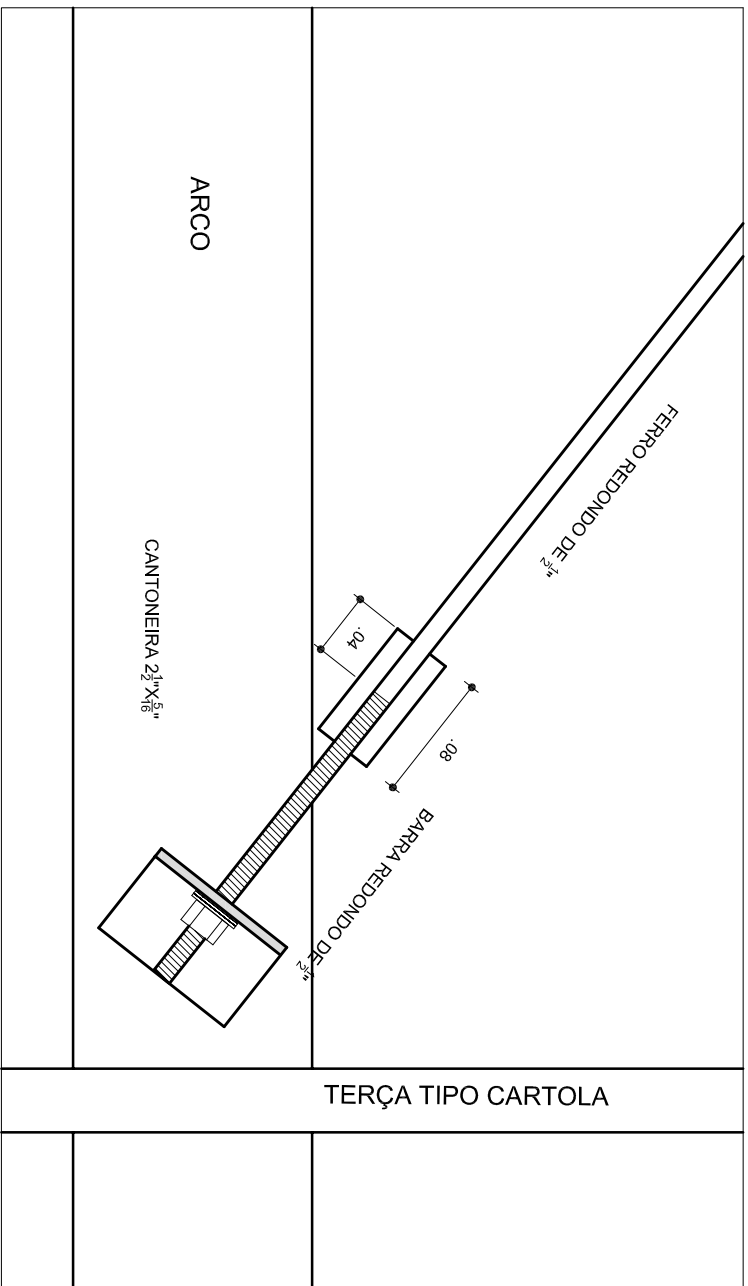 ARCO
FERRO REDONDO DE 1/2"
CANTONEIRA 2 1/2"X 5/16"
.04
.08
BARRA REDONDO DE 1/2"
TERÇA TIPO CARTOLA